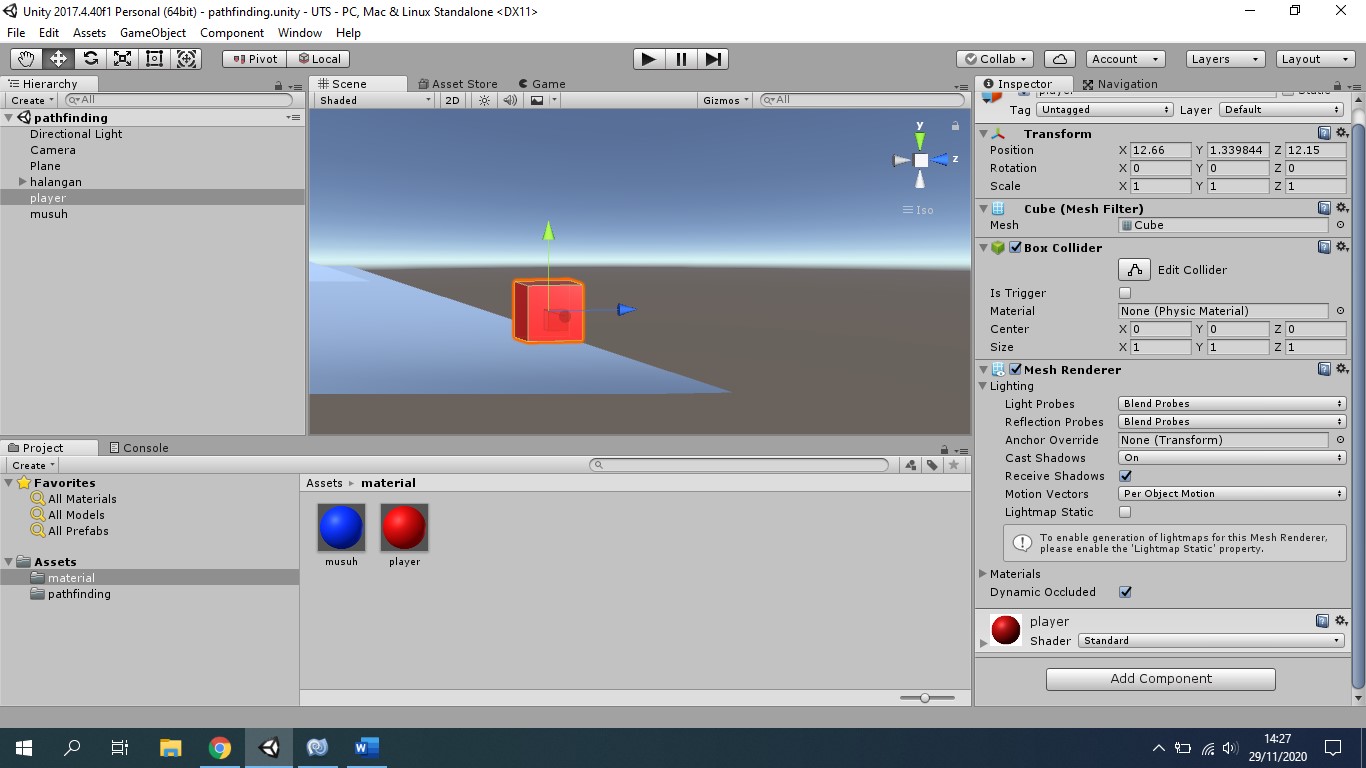 Unity 2017.4.40f1 Personal (64bit) - pathfinding.unity - UTS - PC, Mac & Linux Standalone <DX11>
File Edit Assets GameObject Component Window Help
Pivot Local Collab Account Layers Layout
Hierarchy
Create All
pathfinding
Directional Light
Camera
Plane
halangan
player
musuh
Scene Asset Store Game
Shaded 2D Gizmos All
y
z
Iso
Project Console
Create
Favorites
All Materials
All Models
All Prefabs
Assets
material
pathfinding
Assets material
musuh player
Inspector Navigation
player Static
Tag Untagged Layer Default
Transform
Position X 12.66 Y 1.339844 Z 12.15
Rotation X 0 Y 0 Z 0
Scale X 1 Y 1 Z 1
Cube (Mesh Filter)
Mesh Cube
Box Collider
Edit Collider
Is Trigger
Material None (Physic Material)
Center X 0 Y 0 Z 0
Size X 1 Y 1 Z 1
Mesh Renderer
Lighting
Light Probes Blend Probes
Reflection Probes Blend Probes
Anchor Override None (Transform)
Cast Shadows On
Receive Shadows
Motion Vectors Per Object Motion
Lightmap Static
To enable generation of lightmaps for this Mesh Renderer,
please enable the 'Lightmap Static' property.
Materials
Dynamic Occluded
player
Shader Standard
Add Component
14:27
29/11/2020